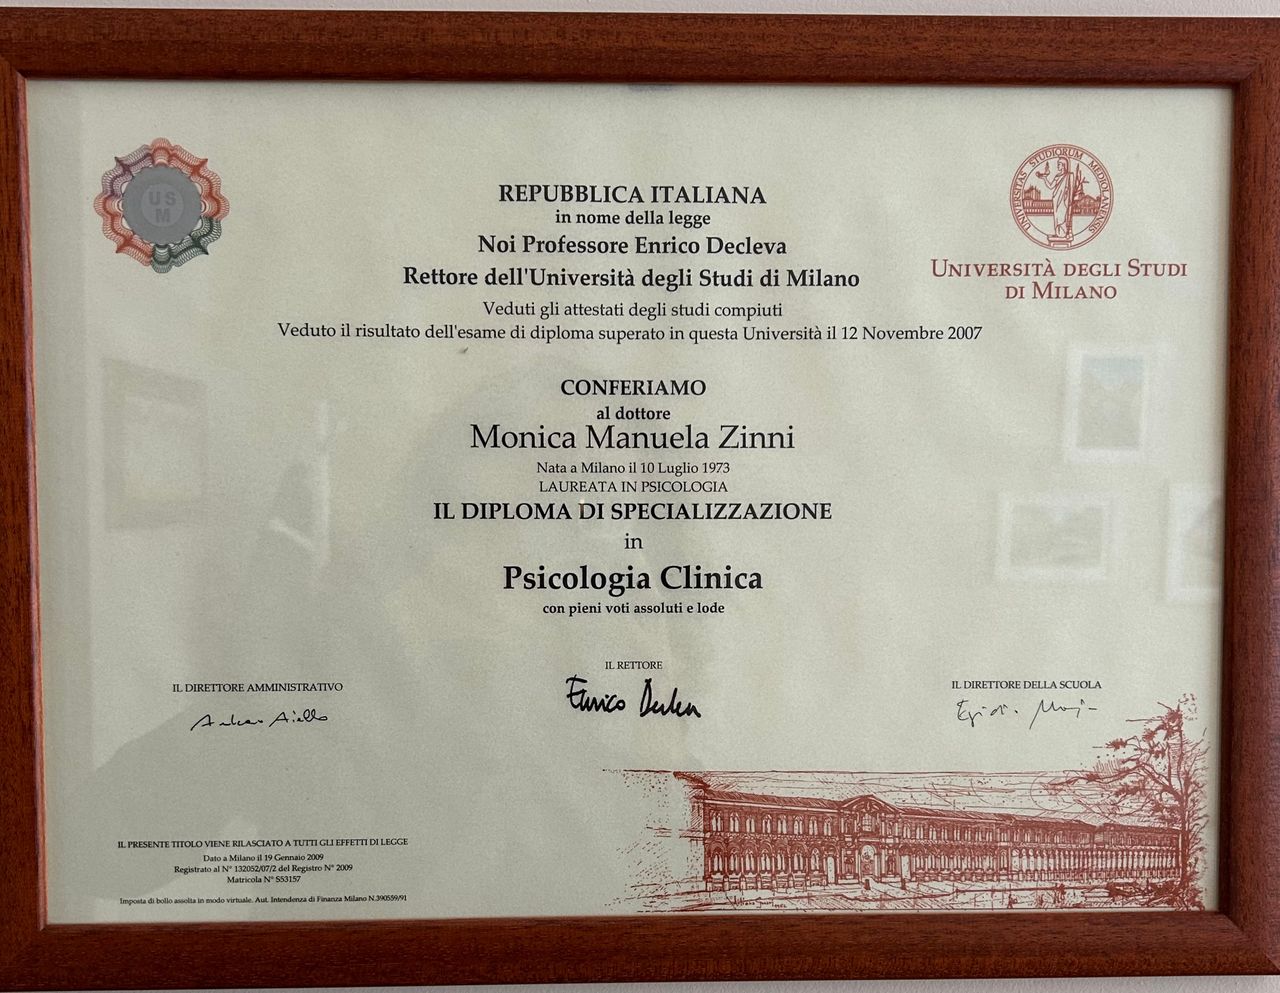 US
M
UNIVERSITAS STUDIORUM MEDIOLANENSIS
UNIVERSITÀ DEGLI STUDI
DI MILANO
REPUBBLICA ITALIANA
in nome della legge
Noi Professore Enrico Decleva
Rettore dell'Università degli Studi di Milano
Veduti gli attestati degli studi compiuti
Veduto il risultato dell'esame di diploma superato in questa Università il 12 Novembre 2007
CONFERIAMO
al dottore
Monica Manuela Zinni
Nata a Milano il 10 Luglio 1973
LAUREATA IN PSICOLOGIA
IL DIPLOMA DI SPECIALIZZAZIONE
in
Psicologia Clinica
con pieni voti assoluti e lode
IL DIRETTORE AMMINISTRATIVO
IL RETTORE
Enrico Decleva
IL DIRETTORE DELLA SCUOLA
IL PRESENTE TITOLO VIENE RILASCIATO A TUTTI GLI EFFETTI DI LEGGE
Dato a Milano il 19 Gennaio 2009
Registrato al N° 132052/07/2 del Registro N° 2009
Matricola N° S53157
Imposta di bollo assolta in modo virtuale. Aut. Intendenza di Finanza Milano N.390559/91